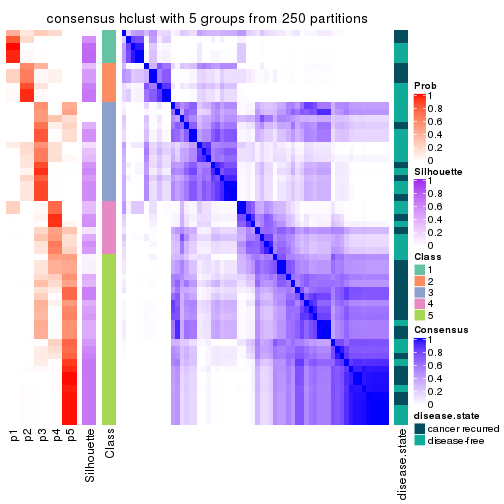 consensus hclust with 5 groups from 250 partitions
Prob
1
0.8
0.6
0.4
0.2
0
Silhouette
1
0.8
0.6
0.4
0.2
0
Class
1
2
3
4
5
Consensus
1
0.8
0.6
0.4
0.2
0
disease.state
cancer recurred
disease-free
p1
p2
p3
p4
p5
Silhouette
Class
disease.state